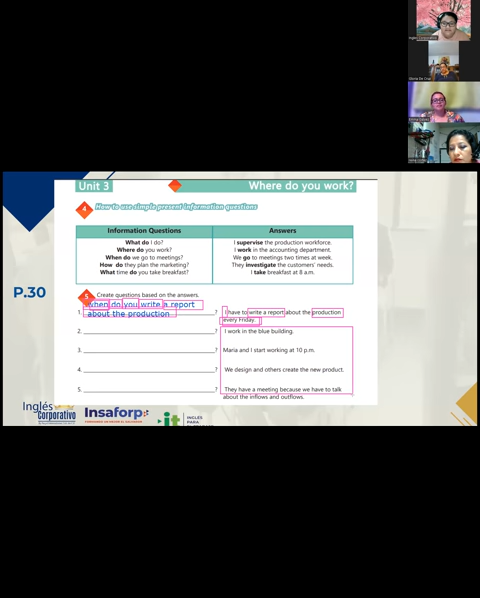 Inglés Corporativo
Gloria De Cruz
Unit 3
Where do you work?
4
How to use simple present information questions
Information Questions
Answers
What do I do?
I supervise the production workforce.
Where do you work?
I work in the accounting department.
When do we go to meetings?
We go to meetings two times at week.
How do they plan the marketing?
They investigate the customers' needs.
What time do you take breakfast?
I take breakfast at 8 a.m.
P.30
5
Create questions based on the answers.
when do you write a report
about the production
1. ? I have to write a report about the production
every Friday.
2. ? I work in the blue building.
3. ? Maria and I start working at 10 p.m.
4. ? We design and others create the new product.
5. ? They have a meeting because we have to talk
about the inflows and outflows.
Inglés
Corporativo
Insaforp
it
INGLÉS
PARA